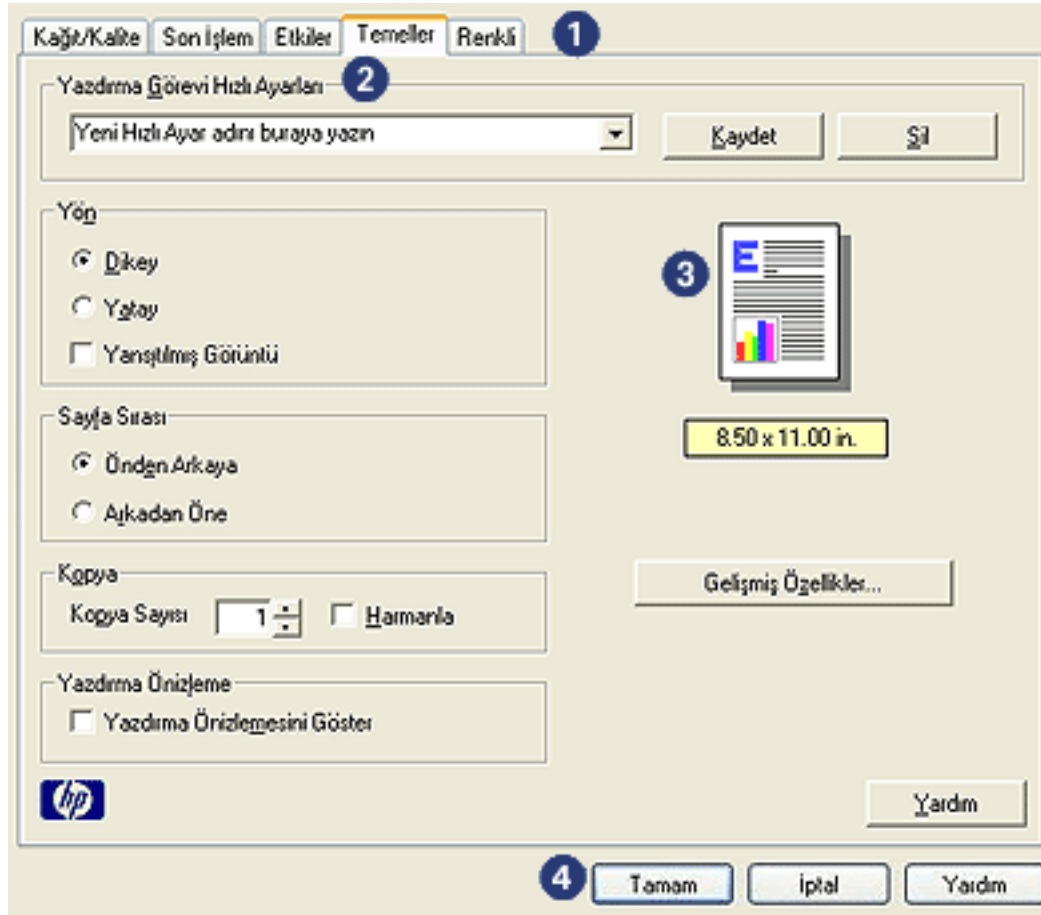 Kağıt/Kalite Son İşlem Etkiler Temeller Renkli 1
Yazdırma Görevi Hızlı Ayarları 2
Yeni Hızlı Ayar adını buraya yazın Kaydet Sil
Yön
Dikey
Yatay
Yansıtılmış Görüntü
3
E
8.50 x 11.00 in.
Sayfa Sırası
Önden Arkaya
Arkadan Öne
Kopya
Kopya Sayısı 1 Harmanla
Gelişmiş Özellikler...
Yazdırma Önizleme
Yazdırma Önizlemesini Göster
hp
Yardım
4 Tamam İptal Yardım